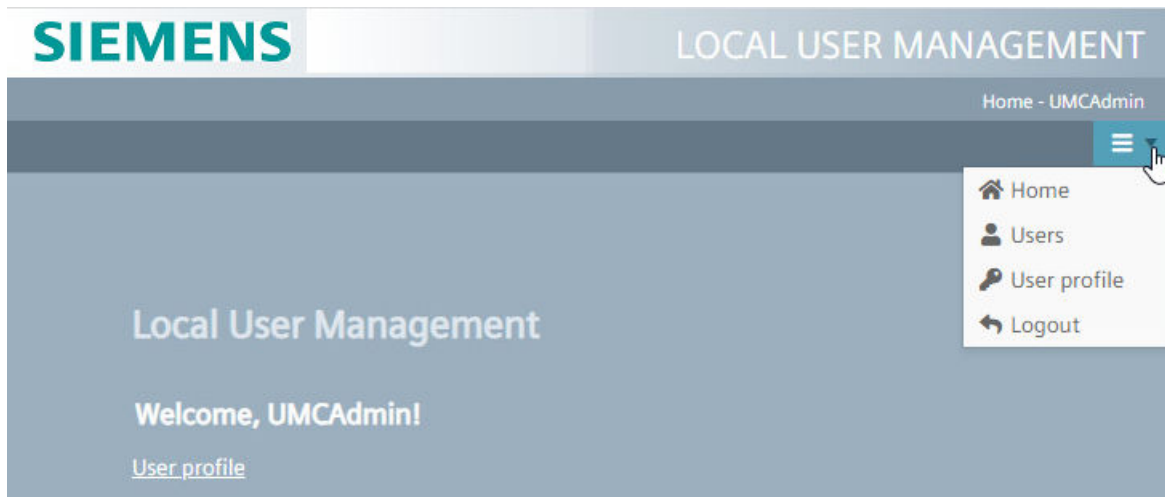 SIEMENS
LOCAL USER MANAGEMENT
Home - UMCAdmin
Home
Users
User profile
Logout
Local User Management
Welcome, UMCAdmin!
User profile